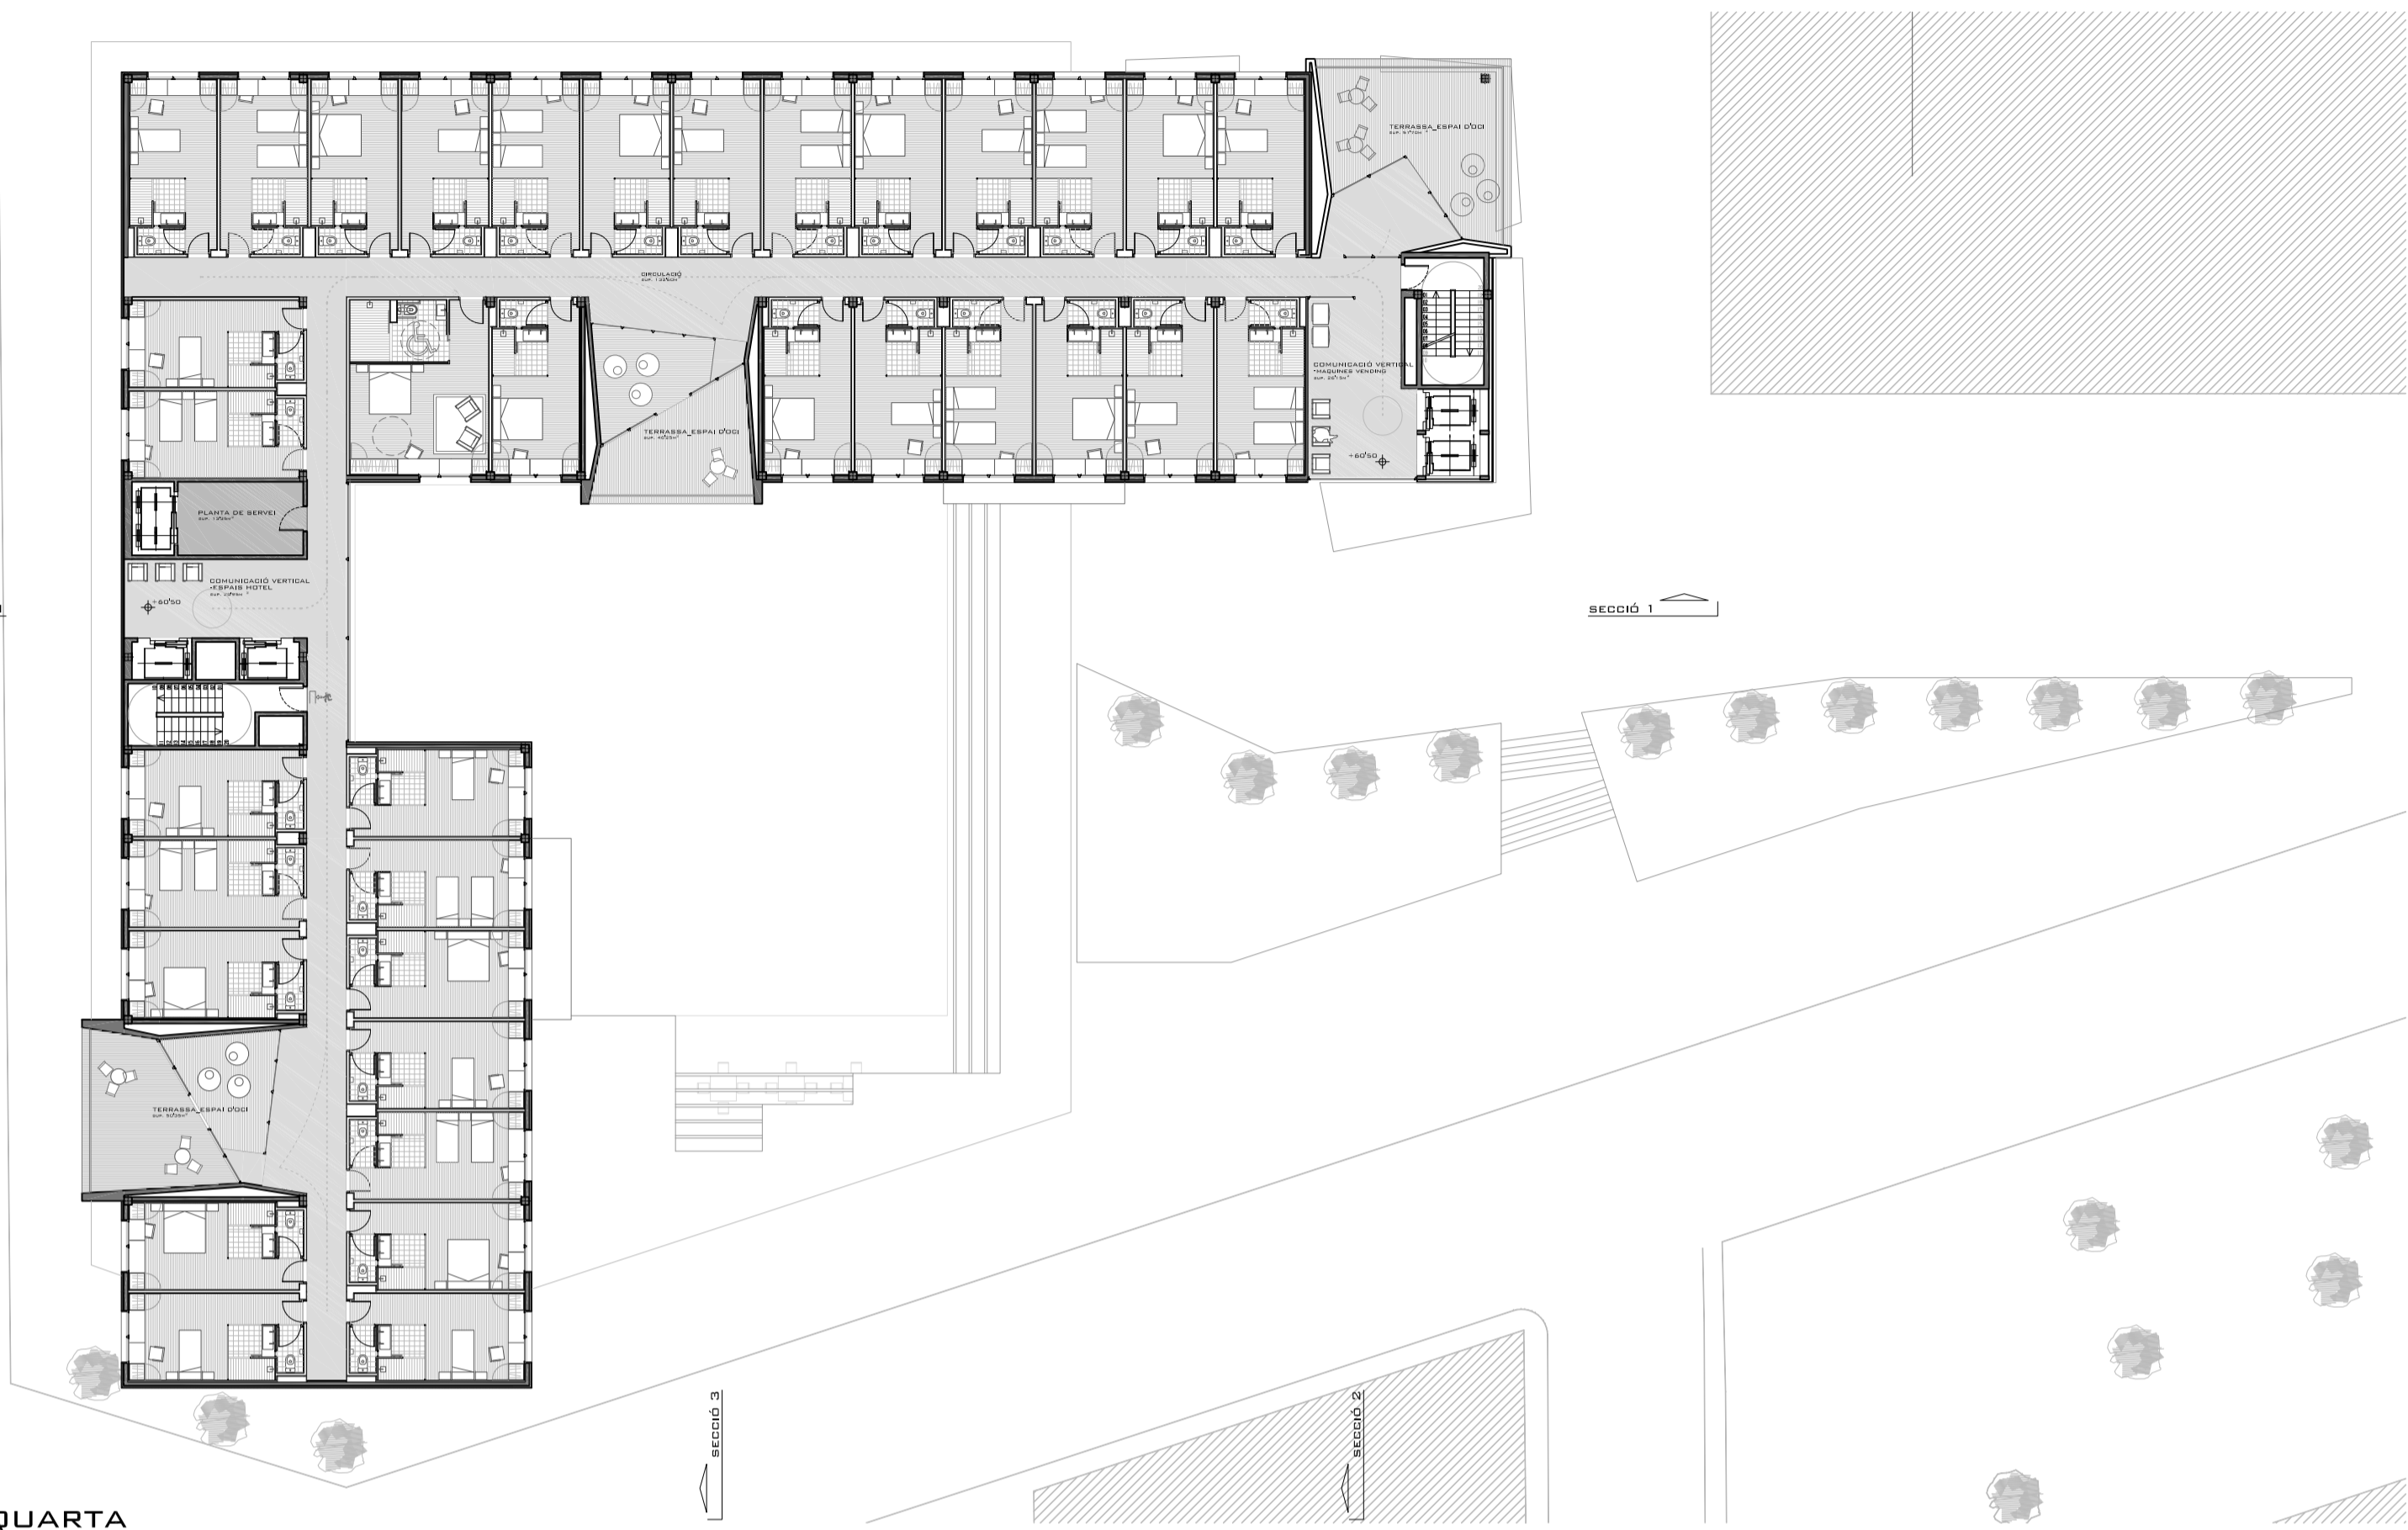 TERRASSA_ESPAI D'OCI
CIRCULACIÓ
COMUNICACIÓ VERTICAL
-MAQUINES VENDING
TERRASSA_ESPAI D'OCI
+60'50
PLANTA DE SERVEI
COMUNICACIÓ VERTICAL
-ESPAIS HOTEL
+60'50
SECCIÓ 1
TERRASSA_ESPAI D'OCI
SECCIÓ 3
SECCIÓ 2
QUARTA